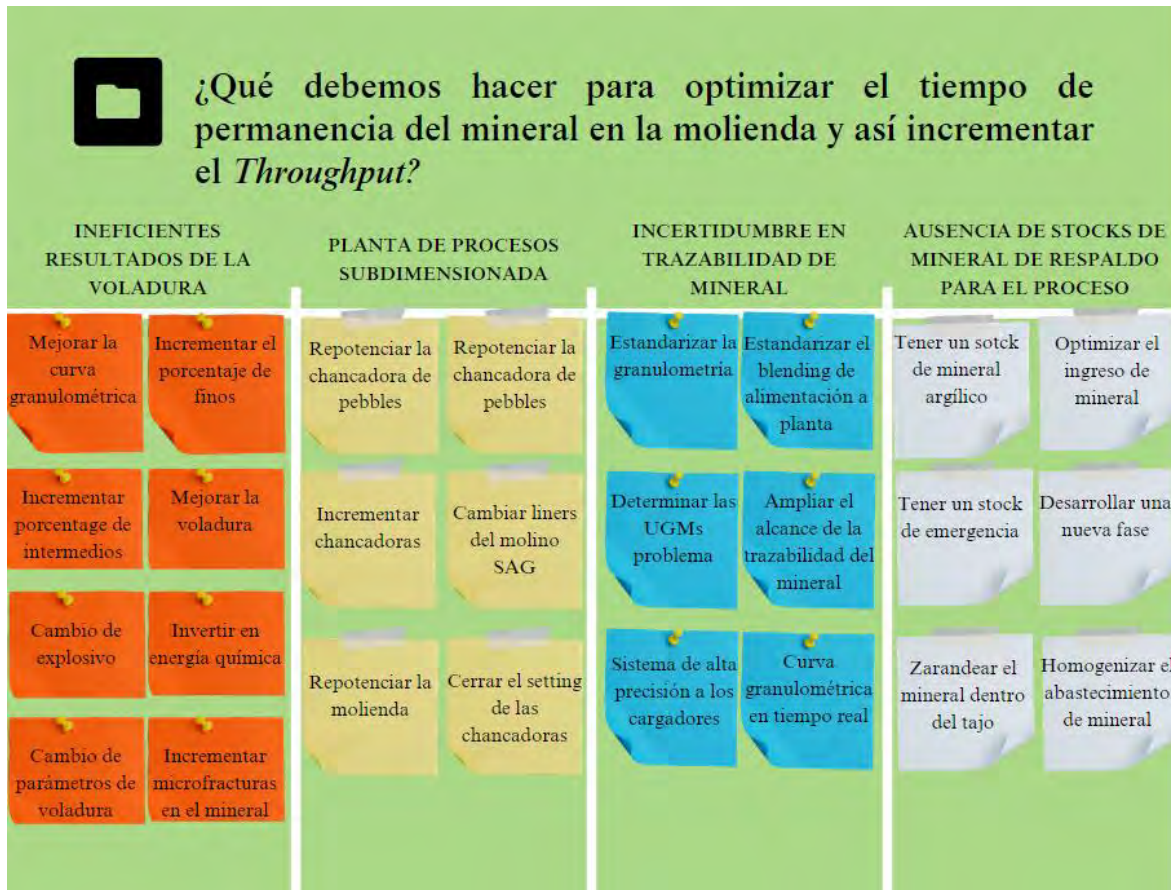 ¿Qué debemos hacer para optimizar el tiempo de
permanencia del mineral en la molienda y así incrementar
el Throughput?
INEFICIENTES
RESULTADOS DE LA
VOLADURA
Mejorar la
curva
granulométrica
Incrementar el
porcentaje de
finos
Incrementar
porcentage de
intermedios
Mejorar la
voladura
Cambio de
explosivo
Invertir en
energía química
Cambio de
parámetros de
voladura
Incrementar
microfracturas
en el mineral
PLANTA DE PROCESOS
SUBDIMENSIONADA
Repotenciar la
chancadora de
pebbles
Repotenciar la
chancadora de
pebbles
Incrementar
chancadoras
Cambiar liners
del molino
SAG
Repotenciar la
molienda
Cerrar el setting
de las
chancadoras
INCERTIDUMBRE EN
TRAZABILIDAD DE
MINERAL
Estandarizar la
granulometría
Estandarizar el
blending de
alimentación a
planta
Determinar las
UGMs
problema
Ampliar el
alcance de la
trazabilidad del
mineral
Sistema de alta
precisión a los
cargadores
Curva
granulométrica
en tiempo real
AUSENCIA DE STOCKS DE
MINERAL DE RESPALDO
PARA EL PROCESO
Tener un sotck
de mineral
argílico
Optimizar el
ingreso de
mineral
Tener un stock
de emergencia
Desarrollar una
nueva fase
Zarandear el
mineral dentro
del tajo
Homogenizar el
abastecimiento
de mineral